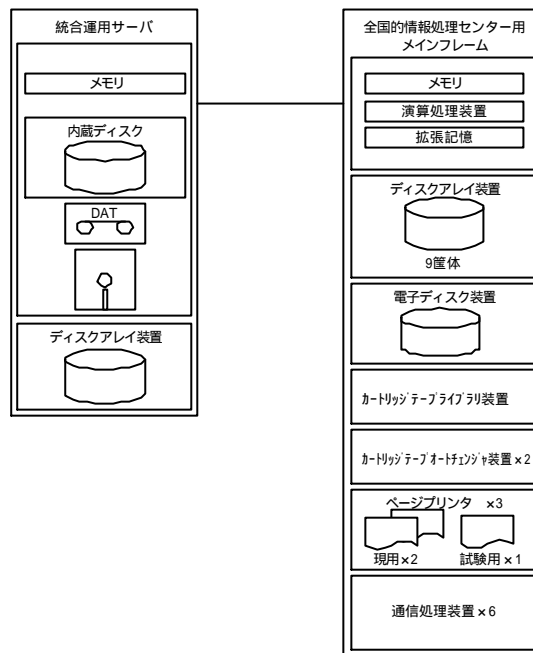 統合運用サーバ
メモリ
内蔵ディスク
DAT
ディスクアレイ装置
全国的情報処理センター用
メインフレーム
メモリ
演算処理装置
拡張記憶
ディスクアレイ装置
9筐体
電子ディスク装置
ｶｰﾄﾘｯｼﾞﾃｰﾌﾟﾗｲﾌﾞﾗﾘ装置
ｶｰﾄﾘｯｼﾞﾃｰﾌﾟｵｰﾄﾁｪﾝｼﾞｬ装置×2
ページプリンタ ×3
現用×2 試験用×1
通信処理装置×6